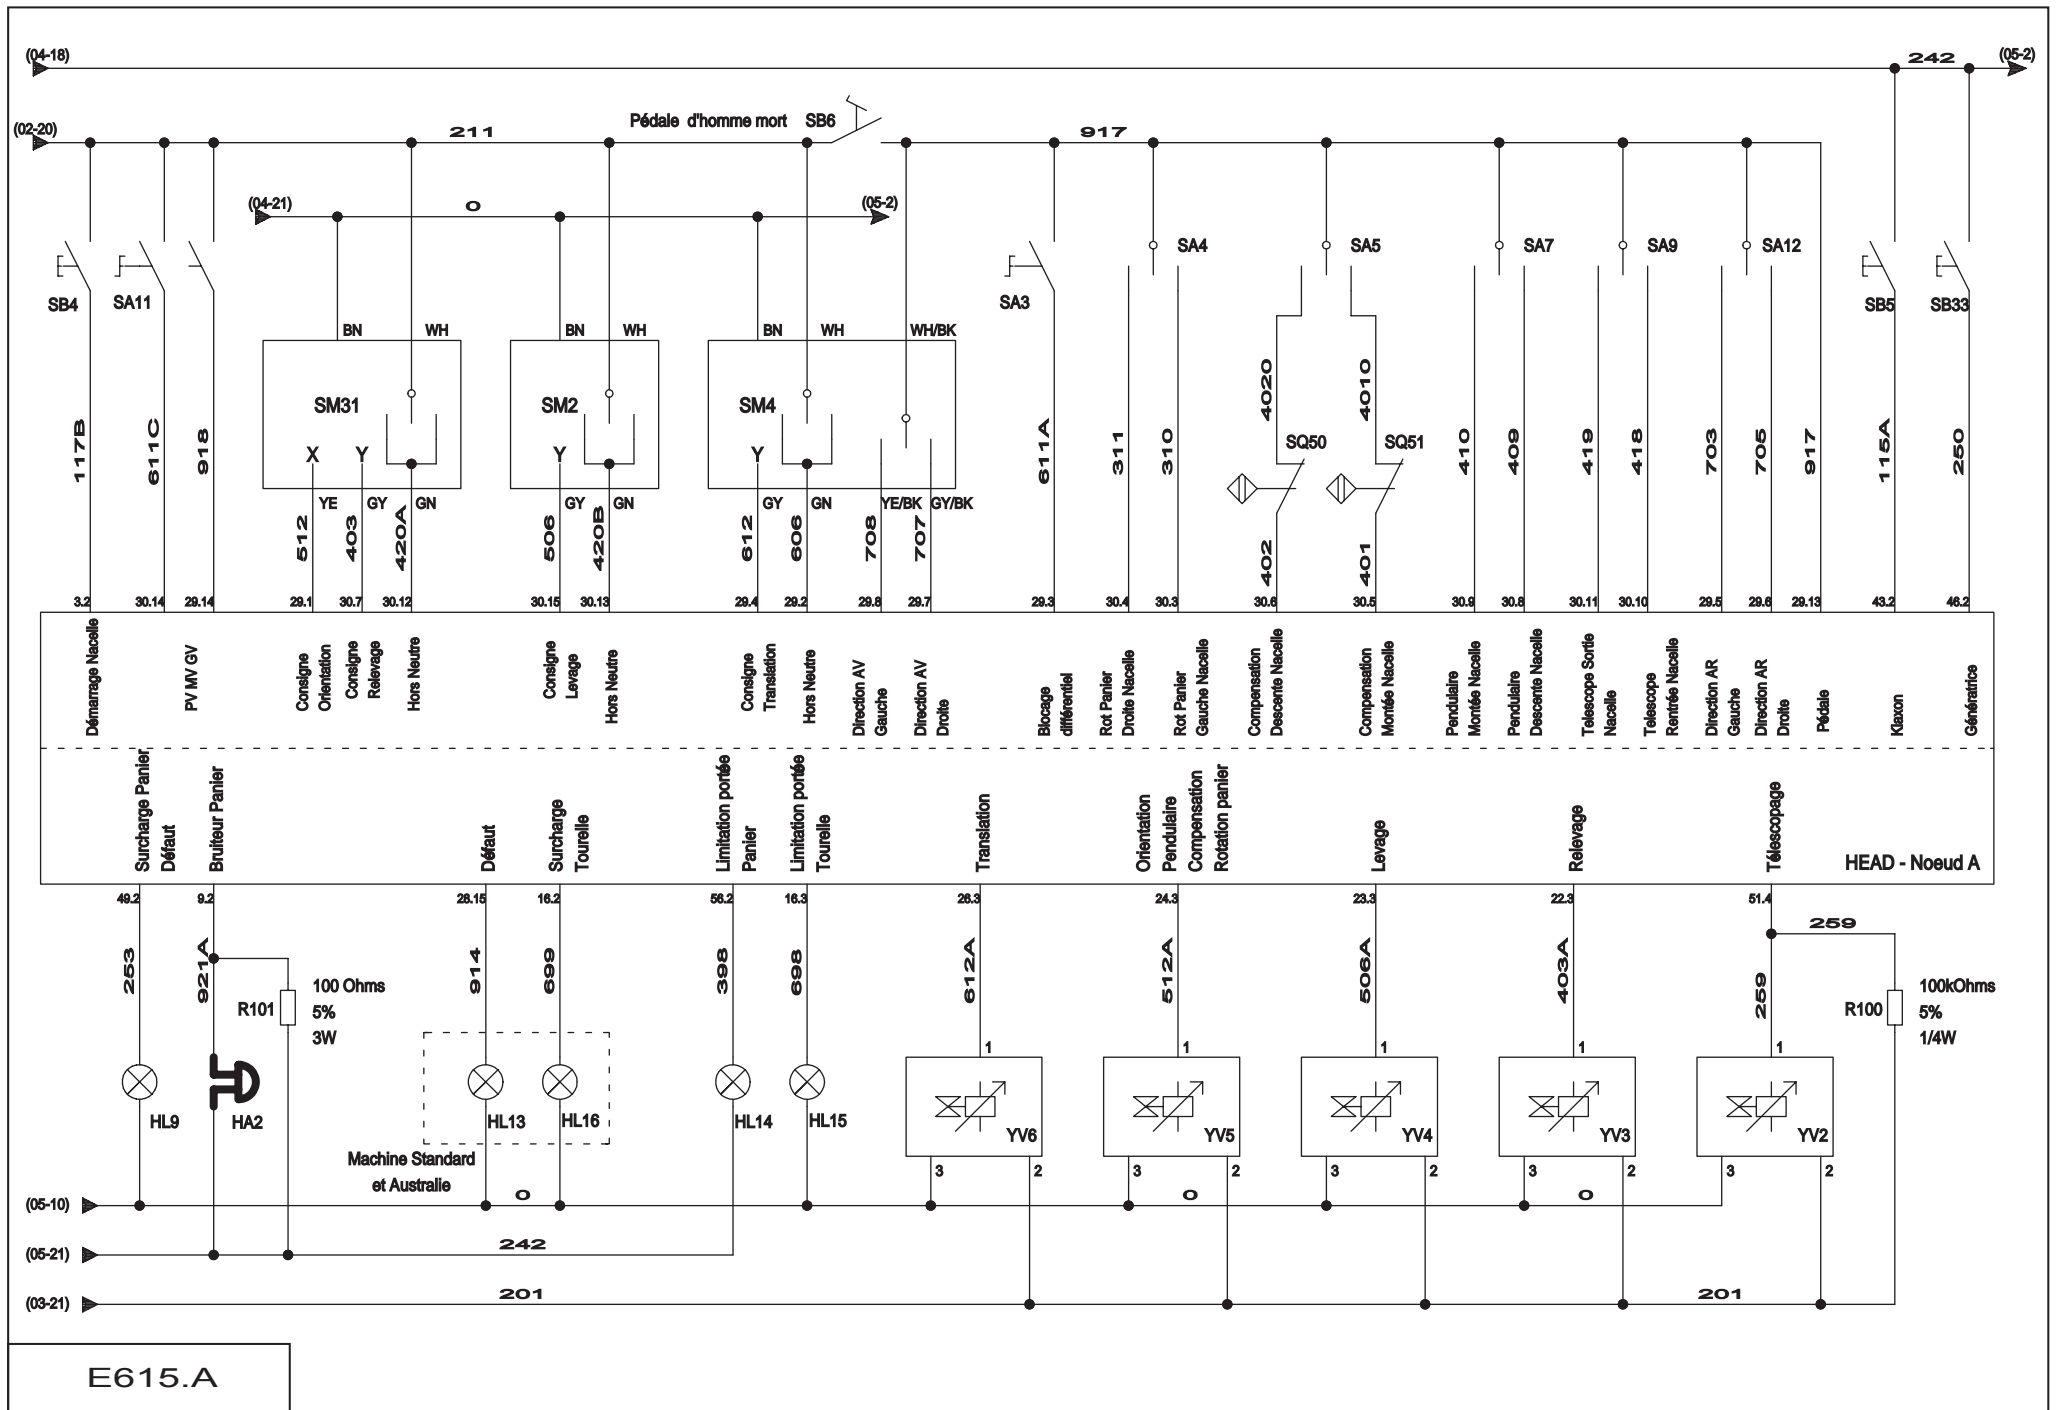 (04-18)
242
(05-2)
(02-20)
211
Pédale d'homme mort
SB6
917
(04-21)
0
(05-2)
SB4
SA11
SA3
SA4
SA5
SA7
SA9
SA12
SB5
SB33
BN
WH
BN
WH
BN
WH
WH/BK
SM31
SM2
SM4
X
Y
Y
Y
SQ50
SQ51
YE
GY
GN
GY
GN
GY
GN
YE/BK
GY/BK
117B
611C
918
512
403
420A
506
420B
612
606
708
707
611A
311
310
4020
4010
402
401
410
409
419
418
703
705
917
115A
250
3.2
30.14
29.14
29.1
30.7
30.12
30.15
30.13
29.4
29.2
29.8
29.7
29.3
30.4
30.3
30.6
30.5
30.9
30.8
30.11
30.10
29.5
29.6
29.13
43.2
46.2
Démarrage Nacelle
PV MV GV
Consigne
Orientation
Consigne
Relevage
Hors Neutre
Consigne
Levage
Hors Neutre
Consigne
Translation
Hors Neutre
Direction AV
Gauche
Direction AV
Droite
Blocage
différentiel
Rot Panier
Droite Nacelle
Rot Panier
Gauche Nacelle
Compensation
Descente Nacelle
Compensation
Montée Nacelle
Pendulaire
Montée Nacelle
Pendulaire
Descente Nacelle
Telescope Sortie
Nacelle
Telescope
Rentrée Nacelle
Direction AR
Gauche
Direction AR
Droite
Pédale
Klaxon
Génératrice
Surcharge Panier
Défaut
Bruiteur Panier
Défaut
Surcharge
Tourelle
Limitation portée
Panier
Limitation portée
Tourelle
Translation
Orientation
Pendulaire
Compensation
Rotation panier
Levage
Relevage
Télescopage
HEAD - Noeud A
49.2
9.2
28.15
16.2
56.2
16.3
26.3
24.3
23.3
22.3
51.4
253
921A
914
699
398
698
612A
512A
506A
403A
259
259
R101
100 Ohms
5%
3W
R100
100kOhms
5%
1/4W
1
1
1
1
1
HL9
HA2
HL13
HL16
HL14
HL15
YV6
YV5
YV4
YV3
YV2
3
2
3
2
3
2
3
2
3
2
Machine Standard
et Australie
(05-10)
0
0
0
(05-21)
242
(03-21)
201
201
E615.A